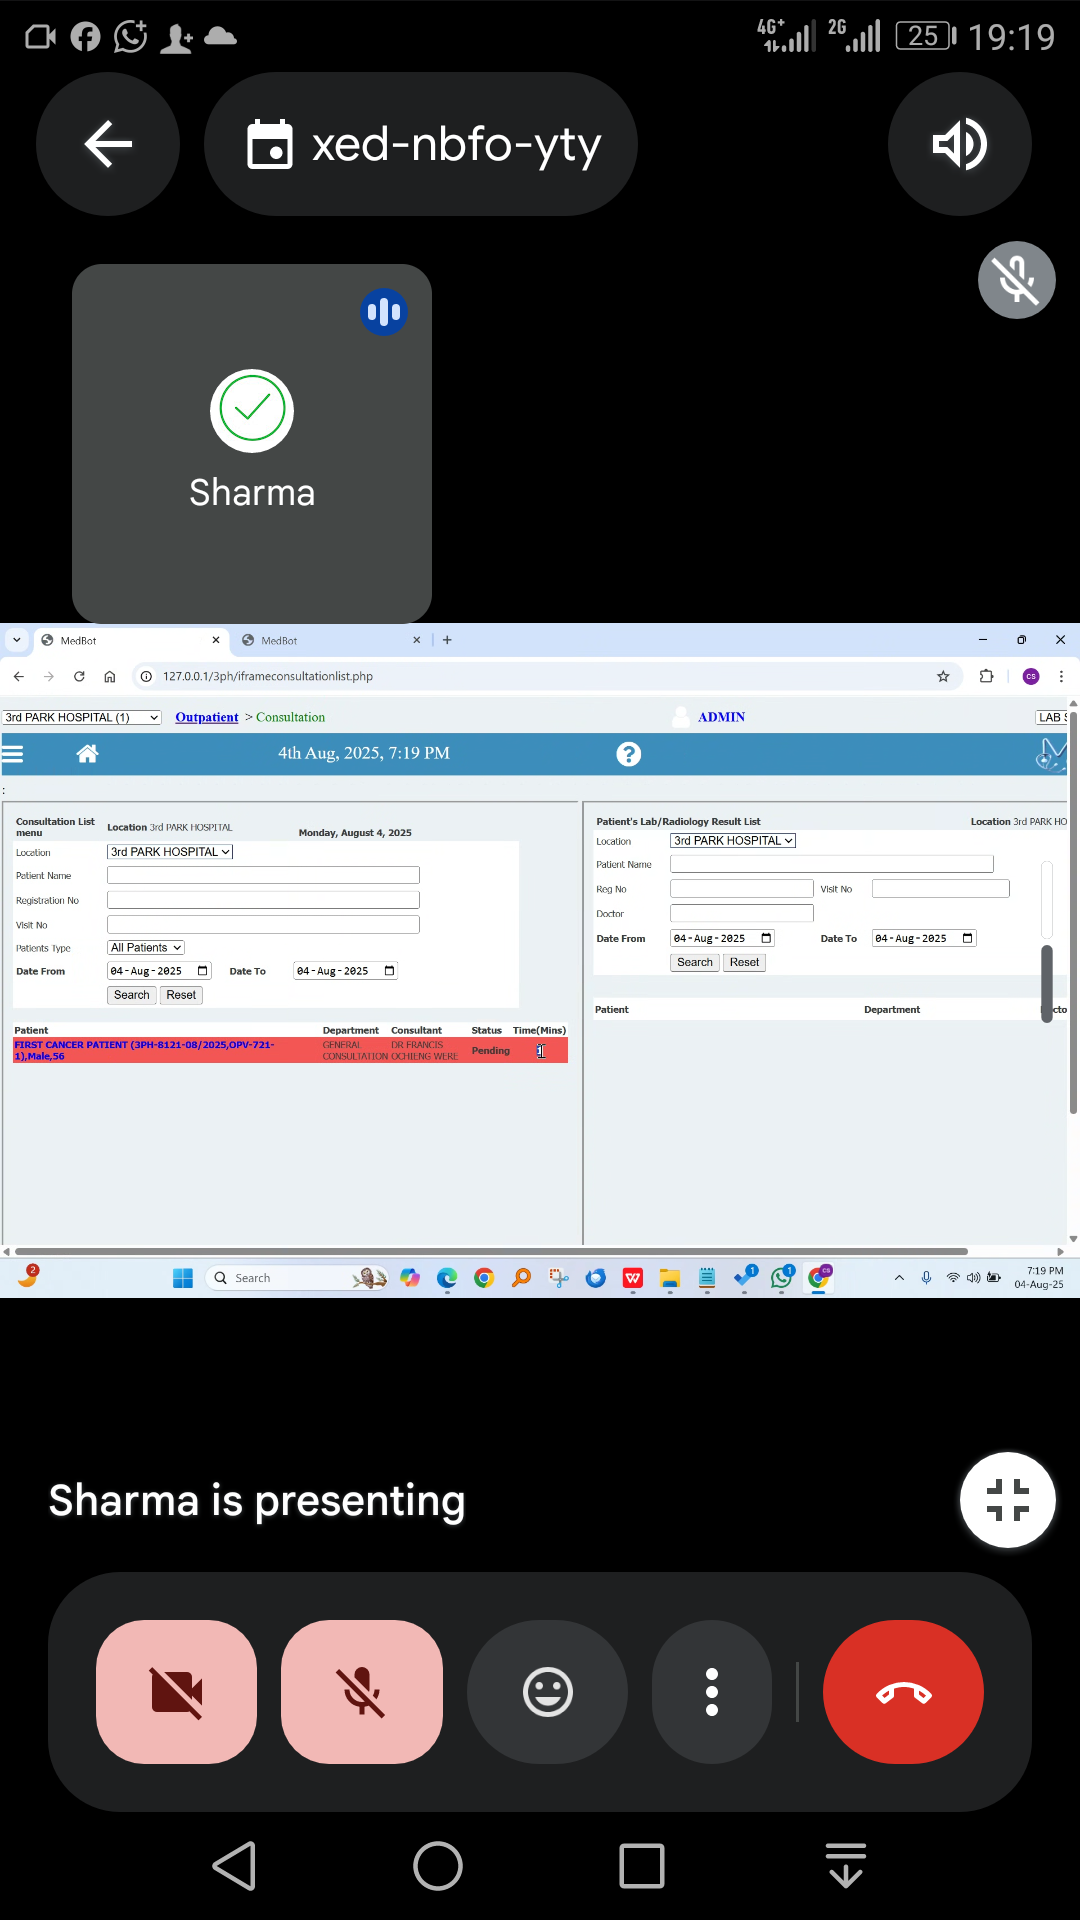 4G+ 2G 25 19:19
xed-nbfo-yty
Sharma
MedBot
MedBot
127.0.0.1/3ph/iframeconsultationlist.php
CS
3rd PARK HOSPITAL (1) Outpatient > Consultation ADMIN LAB
4th Aug, 2025, 7:19 PM
:
Consultation List menu Location 3rd PARK HOSPITAL Monday, August 4, 2025
Location 3rd PARK HOSPITAL
Patient Name
Registration No
Visit No
Patients Type All Patients
Date From 04-Aug-2025 Date To 04-Aug-2025
Search Reset
Patient Department Consultant Status Time(Mins)
FIRST CANCER PATIENT (3PH-8121-08/2025,OPV-721-
1),Male,56
GENERAL
CONSULTATION
DR FRANCIS
OCHIENG WERE
Pending
Patient's Lab/Radiology Result List Location 3rd PARK HO
Location 3rd PARK HOSPITAL
Patient Name
Reg No Visit No
Doctor
Date From 04-Aug-2025 Date To 04-Aug-2025
Search Reset
Patient Department
2 Search 1 1 CS 7:19 PM
04-Aug-25
Sharma is presenting